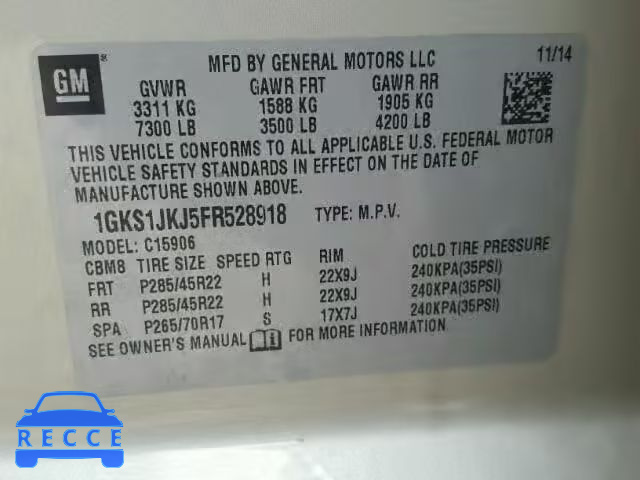 GM ®
MFD BY GENERAL MOTORS LLC 11/14
GVWR GAWR FRT GAWR RR
3311 KG 1588 KG 1905 KG
7300 LB 3500 LB 4200 LB
THIS VEHICLE CONFORMS TO ALL APPLICABLE U.S. FEDERAL MOTOR
VEHICLE SAFETY STANDARDS IN EFFECT ON THE DATE OF
MANUFACTURE SHOWN ABOVE.
1GKS1JKJ5FR528918 TYPE: M.P.V.
MODEL: C15906
CBM8 TIRE SIZE SPEED RTG RIM COLD TIRE PRESSURE
FRT P285/45R22 H 22X9J 240KPA(35PSI)
RR P285/45R22 H 22X9J 240KPA(35PSI)
SPA P265/70R17 S 17X7J 240KPA(35PSI)
SEE OWNER'S MANUAL FOR MORE INFORMATION
RECCE